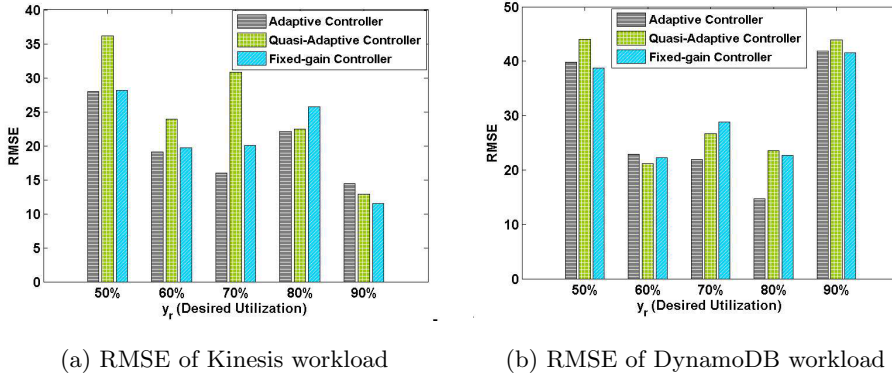 40
35
30
25
20
15
10
5
0
RMSE
Adaptive Controller
Quasi-Adaptive Controller
Fixed-gain Controller
50% 60% 70% 80% 90%
y_r (Desired Utilization)
(a) RMSE of Kinesis workload
50
40
30
20
10
0
RMSE
Adaptive Controller
Quasi-Adaptive Controller
Fixed-gain Controller
50% 60% 70% 80% 90%
y_r (Desired Utilization)
(b) RMSE of DynamoDB workload